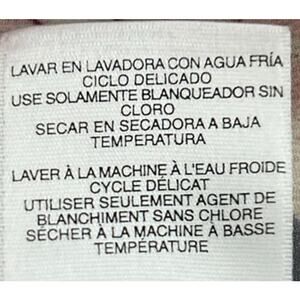 LAVAR EN LAVADORA CON AGUA FRÍA
CICLO DELICADO
USE SOLAMENTE BLANQUEADOR SIN
CLORO
SECAR EN SECADORA A BAJA
TEMPERATURA
LAVER À LA MACHINE À L'EAU FROIDE
CYCLE DÉLICAT
UTILISER SEULEMENT AGENT DE
BLANCHIMENT SANS CHLORE
SÉCHER À LA MACHINE À BASSE
TEMPÉRATURE